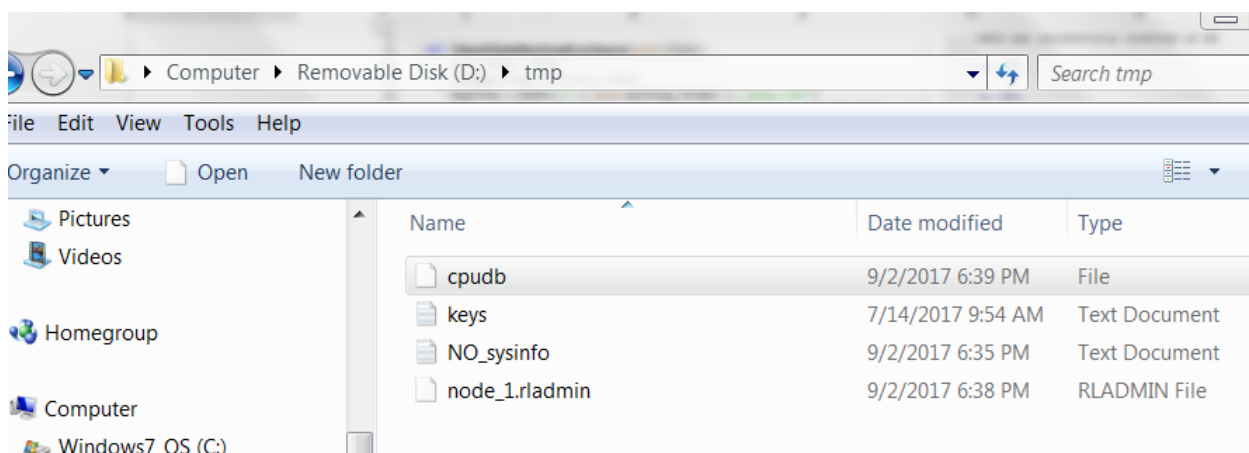 Computer Removable Disk (D:) tmp Search tmp
File Edit View Tools Help
Organize Open New folder
Pictures Name Date modified Type
Videos
cpudb 9/2/2017 6:39 PM File
keys 7/14/2017 9:54 AM Text Document
Homegroup
NO_sysinfo 9/2/2017 6:35 PM Text Document
node_1.rladmin 9/2/2017 6:38 PM RLADMIN File
Computer
Windows7_OS (C:)